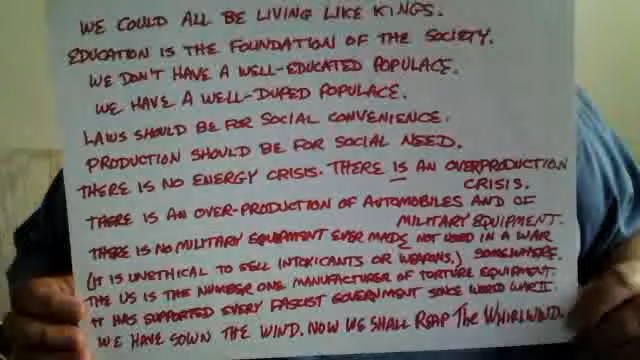 WE COULD ALL BE LIVING LIKE KINGS.
EDUCATION IS THE FOUNDATION OF THE SOCIETY.
WE DON'T HAVE A WELL-EDUCATED POPULACE.
WE HAVE A WELL-DUPED POPULACE.
LAWS SHOULD BE FOR SOCIAL CONVENIENCE.
PRODUCTION SHOULD BE FOR SOCIAL NEED.
THERE IS NO ENERGY CRISIS. THERE IS AN OVERPRODUCTION
CRISIS.
THERE IS AN OVER-PRODUCTION OF AUTOMOBILES AND OF
MILITARY EQUIPMENT.
THERE IS NO MILITARY EQUIPMENT EVER MADE NOT USED IN A WAR
(IT IS UNETHICAL TO SELL INTOXICANTS OR WEAPONS.) SOMEWHERE.
THE US IS THE NUMBER ONE MANUFACTURER OF TORTURE EQUIPMENT.
IT HAS SUPPORTED EVERY FASCIST GOVERNMENT SINCE WORLD WAR II.
WE HAVE SOWN THE WIND. NOW WE SHALL REAP THE WHIRLWIND.